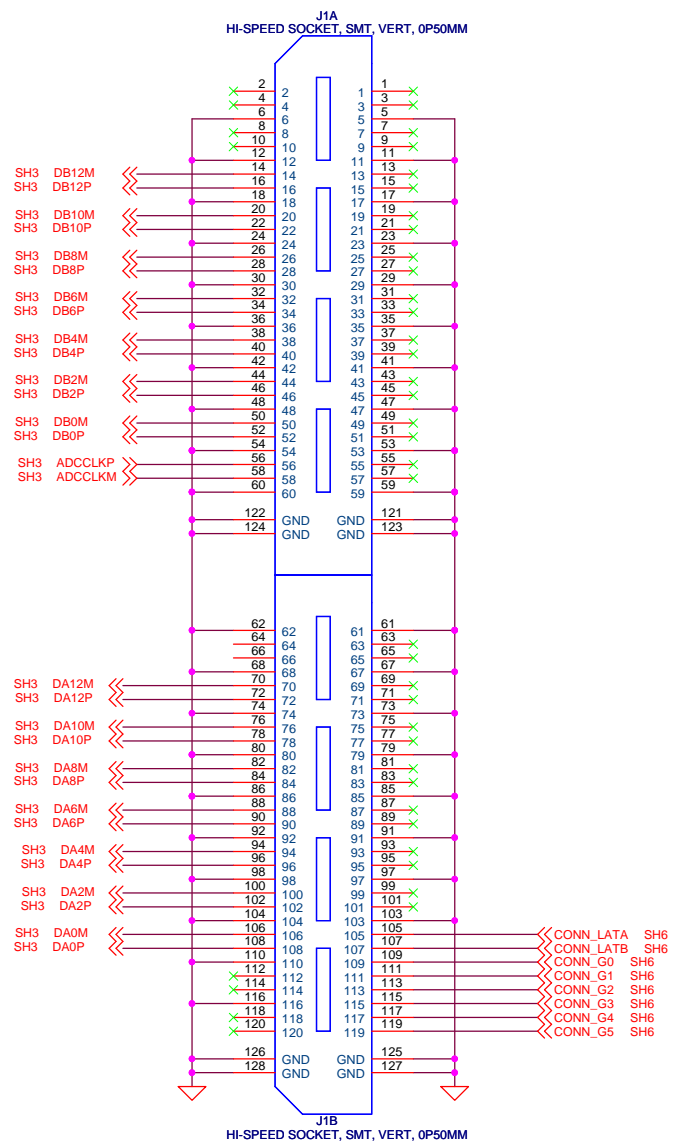 J1A
HI-SPEED SOCKET, SMT, VERT, 0P50MM
2 2 1 1
4 4 3 3
6 6 5 5
8 8 7 7
10 10 9 9
12 12 11 11
SH3 DB12M 14 14 13 13
SH3 DB12P 16 16 15 15
18 18 17 17
SH3 DB10M 20 20 19 19
SH3 DB10P 22 22 21 21
24 24 23 23
SH3 DB8M 26 26 25 25
SH3 DB8P 28 28 27 27
30 30 29 29
SH3 DB6M 32 32 31 31
SH3 DB6P 34 34 33 33
36 36 35 35
SH3 DB4M 38 38 37 37
SH3 DB4P 40 40 39 39
42 42 41 41
SH3 DB2M 44 44 43 43
SH3 DB2P 46 46 45 45
48 48 47 47
SH3 DB0M 50 50 49 49
SH3 DB0P 52 52 51 51
54 54 53 53
SH3 ADCCLKP 56 56 55 55
SH3 ADCCLKM 58 58 57 57
60 60 59 59
122 GND GND 121
124 GND GND 123
62 62 61 61
64 64 63 63
66 66 65 65
68 68 67 67
SH3 DA12M 70 70 69 69
SH3 DA12P 72 72 71 71
74 74 73 73
SH3 DA10M 76 76 75 75
SH3 DA10P 78 78 77 77
80 80 79 79
SH3 DA8M 82 82 81 81
SH3 DA8P 84 84 83 83
86 86 85 85
SH3 DA6M 88 88 87 87
SH3 DA6P 90 90 89 89
92 92 91 91
SH3 DA4M 94 94 93 93
SH3 DA4P 96 96 95 95
98 98 97 97
SH3 DA2M 100 100 99 99
SH3 DA2P 102 102 101 101
104 104 103 103
SH3 DA0M 106 106 105 105 CONN_LATA SH6
SH3 DA0P 108 108 107 107 CONN_LATB SH6
110 110 109 109 CONN_G0 SH6
112 112 111 111 CONN_G1 SH6
114 114 113 113 CONN_G2 SH6
116 116 115 115 CONN_G3 SH6
118 118 117 117 CONN_G4 SH6
120 120 119 119 CONN_G5 SH6
126 GND GND 125
128 GND GND 127
J1B
HI-SPEED SOCKET, SMT, VERT, 0P50MM